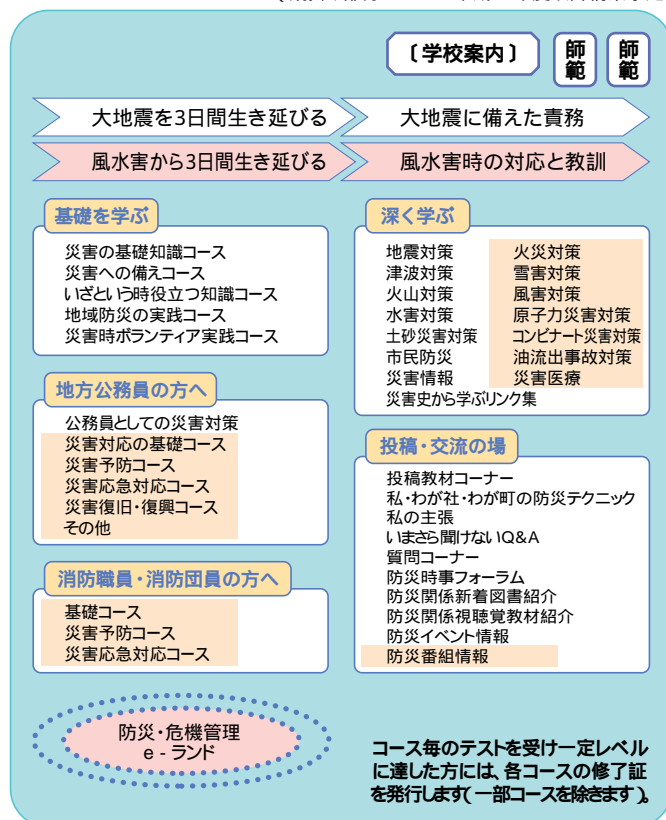 〔学校案内〕
師範
師範
大地震を3日間生き延びる
大地震に備えた責務
風水害から3日間生き延びる
風水害時の対応と教訓
基礎を学ぶ
災害の基礎知識コース
災害への備えコース
いざという時役立つ知識コース
地域防災の実践コース
災害時ボランティア実践コース
地方公務員の方へ
公務員としての災害対策
災害対応の基礎コース
災害予防コース
災害応急対応コース
災害復旧・復興コース
その他
消防職員・消防団員の方へ
基礎コース
災害予防コース
災害応急対応コース
防災・危機管理
e - ランド
深く学ぶ
地震対策
津波対策
火山対策
水害対策
土砂災害対策
市民防災
災害情報
災害史から学ぶリンク集
火災対策
雪害対策
風害対策
原子力災害対策
コンビナート災害対策
油流出事故対策
災害医療
投稿・交流の場
投稿教材コーナー
私・わが社・わが町の防災テクニック
私の主張
いまさら聞けないQ&A
質問コーナー
防災時事フォーラム
防災関係新着図書紹介
防災関係視聴覚教材紹介
防災イベント情報
防災番組情報
コース毎のテストを受け一定レベル
に達した方には、各コースの修了証
を発行します(一部コースを除きます)。